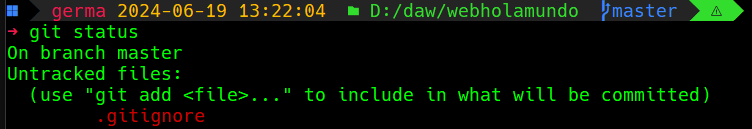 germa 2024-06-19 13:22:04 D:/daw/webholamundo master
→ git status
On branch master
Untracked files:
(use "git add <file>..." to include in what will be committed)
.gitignore